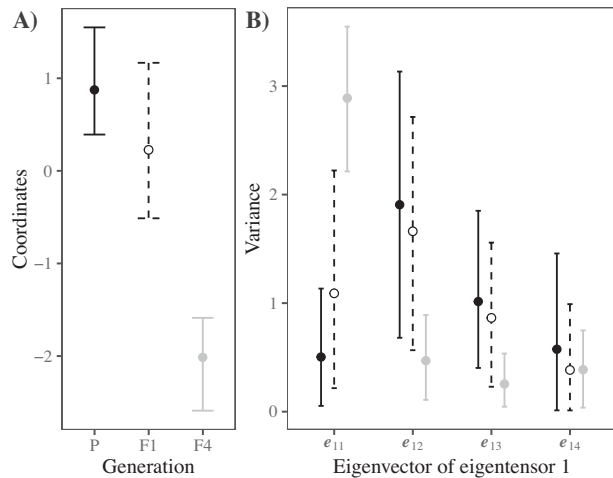 A)
B)
1
0
−1
−2
Coordinates
P F1 F4
Generation
3
2
1
0
Variance
e11 e12 e13 e14
Eigenvector of eigentensor 1